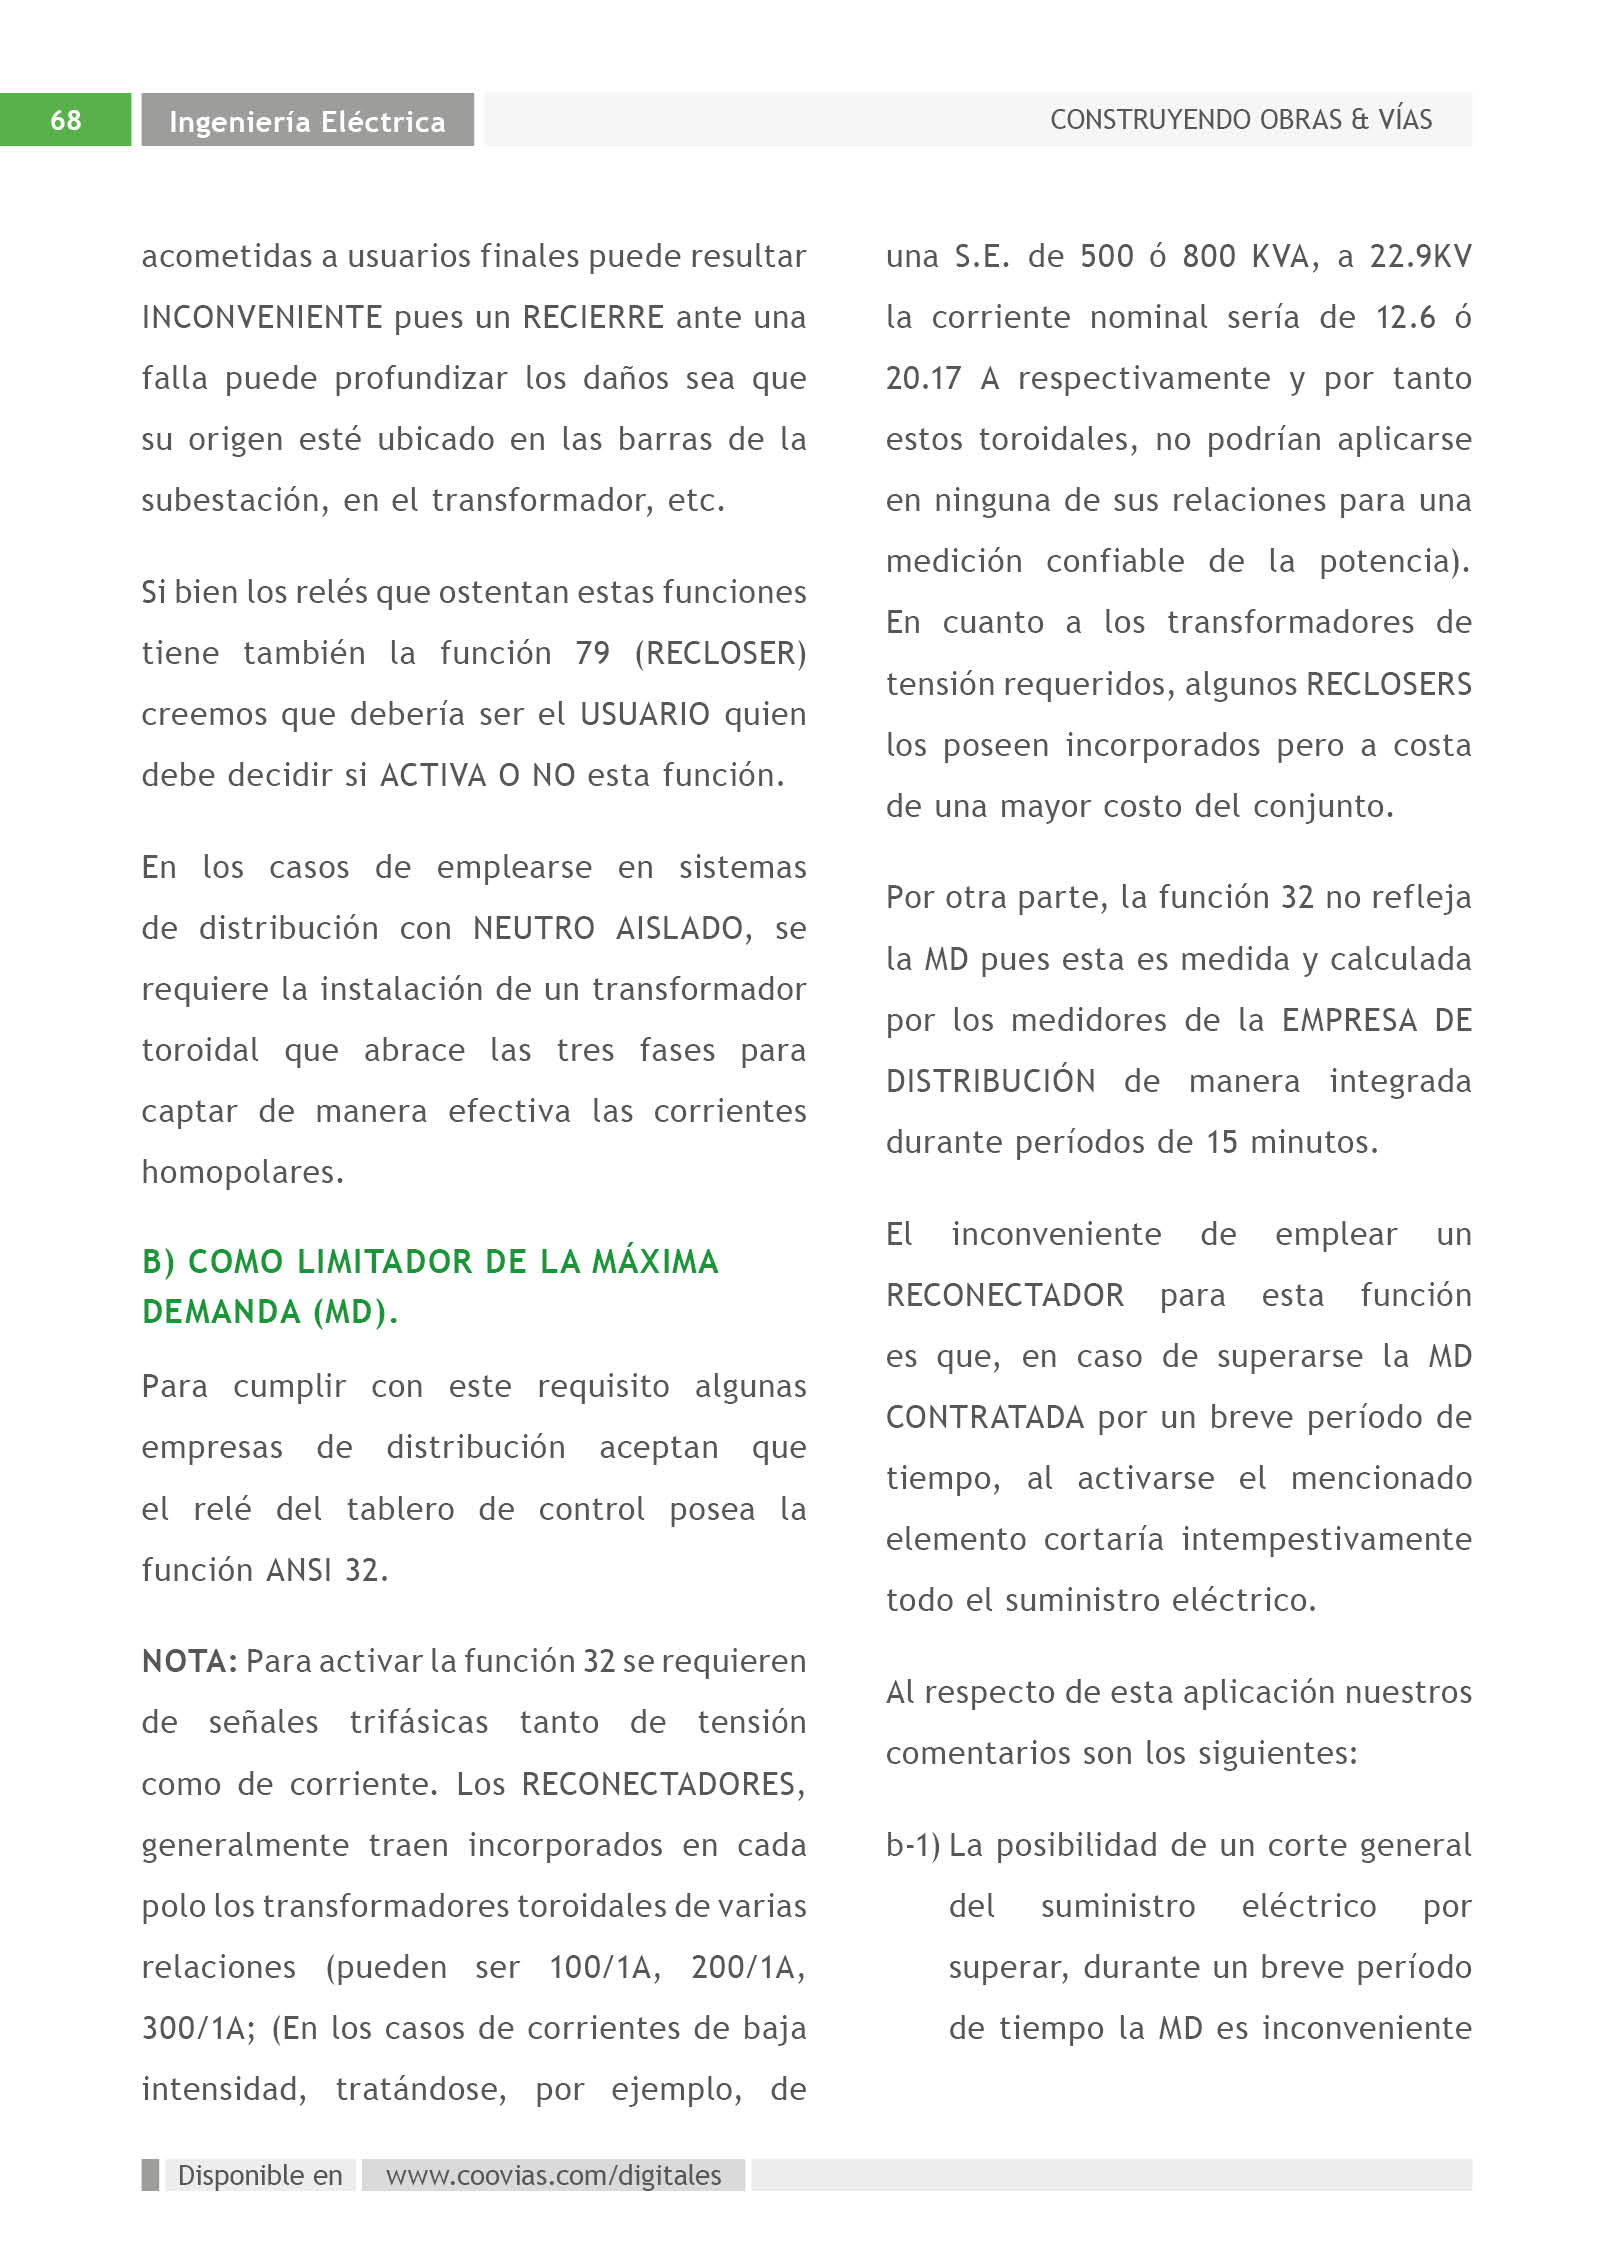 68
Ingeniería Eléctrica
CONSTRUYENDO OBRAS & VÍAS
acometidas a usuarios finales puede resultar
INCONVENIENTE pues un RECIERRE ante una
falla puede profundizar los daños sea que
su origen esté ubicado en las barras de la
subestación, en el transformador, etc.
Si bien los relés que ostentan estas funciones
tiene también la función 79 (RECLOSER)
creemos que debería ser el USUARIO quien
debe decidir si ACTIVA O NO esta función.
En los casos de emplearse en sistemas
de distribución con NEUTRO AISLADO, se
requiere la instalación de un transformador
toroidal que abrace las tres fases para
captar de manera efectiva las corrientes
homopolares.
B) COMO LIMITADOR DE LA MÁXIMA
DEMANDA (MD).
Para cumplir con este requisito algunas
empresas de distribución aceptan que
el relé del tablero de control posea la
función ANSI 32.
NOTA: Para activar la función 32 se requieren
de señales trifásicas tanto de tensión
como de corriente. Los RECONECTADORES,
generalmente traen incorporados en cada
polo los transformadores toroidales de varias
relaciones (pueden ser 100/1A, 200/1A,
300/1A; (En los casos de corrientes de baja
intensidad, tratándose, por ejemplo, de
una S.E. de 500 ó 800 KVA, a 22.9KV
la corriente nominal sería de 12.6 ó
20.17 A respectivamente y por tanto
estos toroidales, no podrían aplicarse
en ninguna de sus relaciones para una
medición confiable de la potencia).
En cuanto a los transformadores de
tensión requeridos, algunos RECLOSERS
los poseen incorporados pero a costa
de una mayor costo del conjunto.
Por otra parte, la función 32 no refleja
la MD pues esta es medida y calculada
por los medidores de la EMPRESA DE
DISTRIBUCIÓN de manera integrada
durante períodos de 15 minutos.
El inconveniente de emplear un
RECONECTADOR para esta función
es que, en caso de superarse la MD
CONTRATADA por un breve período de
tiempo, al activarse el mencionado
elemento cortaría intempestivamente
todo el suministro eléctrico.
Al respecto de esta aplicación nuestros
comentarios son los siguientes:
b-1) La posibilidad de un corte general
del suministro eléctrico por
superar, durante un breve período
de tiempo la MD es inconveniente
Disponible en
www.coovias.com/digitales